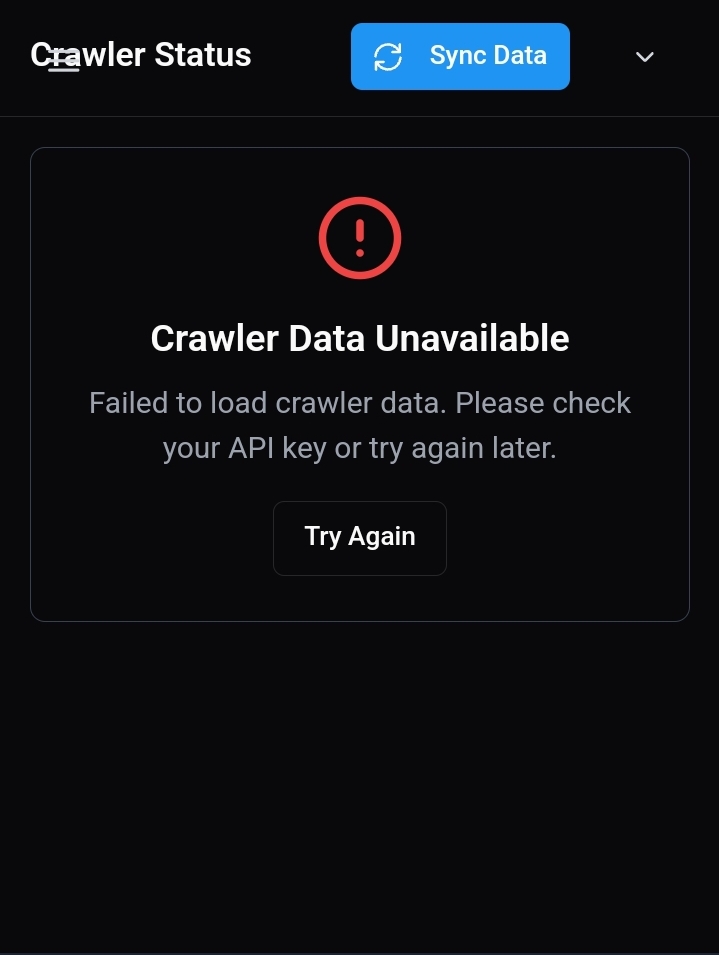 Crawler Status
Sync Data
Crawler Data Unavailable
Failed to load crawler data. Please check
your API key or try again later.
Try Again